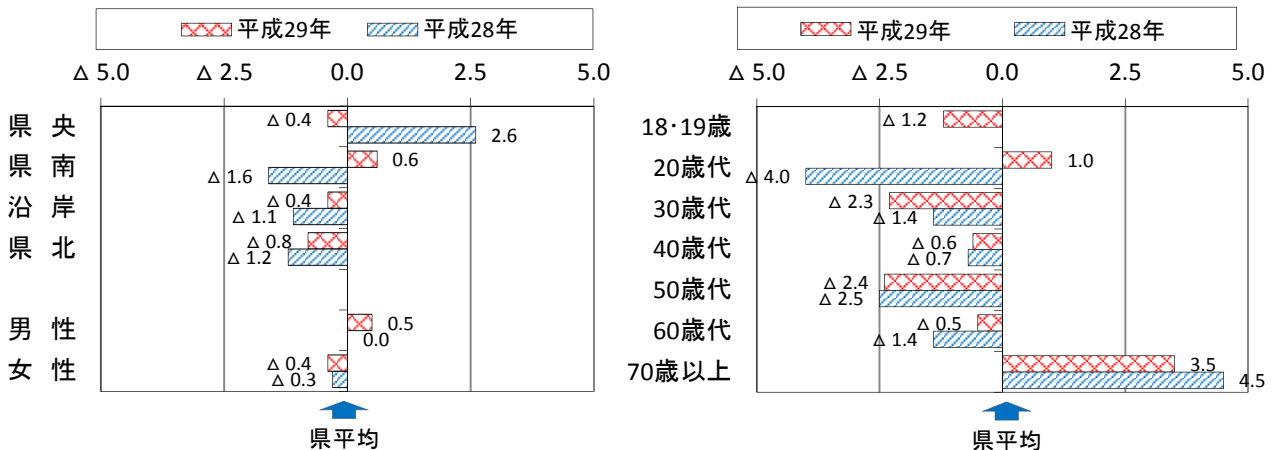 平成29年 平成28年
△ 5.0 △ 2.5 0.0 2.5 5.0
県 央 △ 0.4
2.6
県 南 0.6
△ 1.6
沿 岸 △ 0.4
△ 1.1
県 北 △ 0.8
△ 1.2
男 性 0.5
0.0
女 性 △ 0.4
△ 0.3
県平均
平成29年 平成28年
△ 5.0 △ 2.5 0.0 2.5 5.0
18･19歳 △ 1.2
20歳代 1.0
△ 4.0
30歳代 △ 2.3
△ 1.4
40歳代 △ 0.6
△ 0.7
50歳代 △ 2.4
△ 2.5
60歳代 △ 0.5
△ 1.4
70歳以上 3.5
4.5
県平均